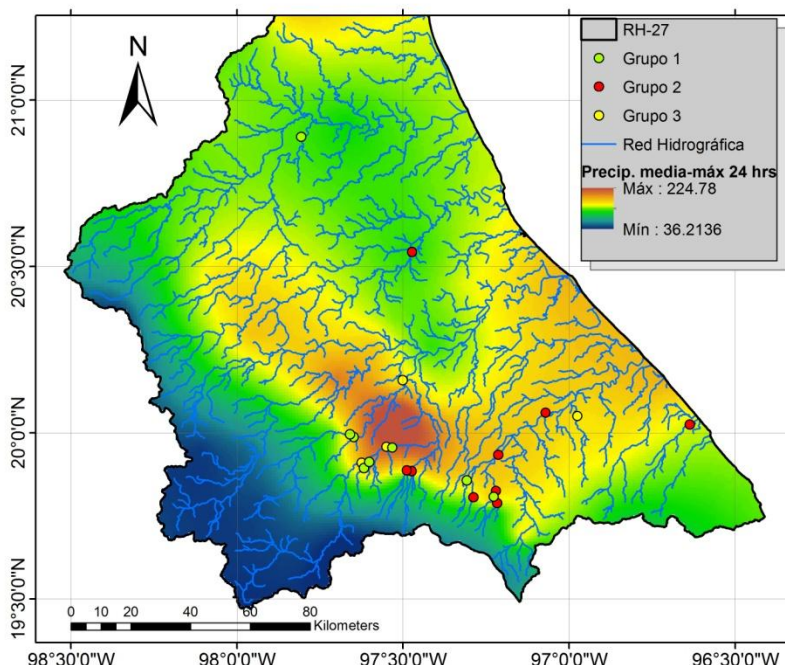 N
RH-27
Grupo 1
Grupo 2
Grupo 3
Red Hidrográfica
Precip. media-máx 24 hrs
Máx : 224.78
Mín : 36.2136
21°0'0"N
20°30'0"N
20°0'0"N
19°30'0"N
0 10 20 40 60 80
Kilometers
98°30'0"W 98°0'0"W 97°30'0"W 97°0'0"W 96°30'0"W